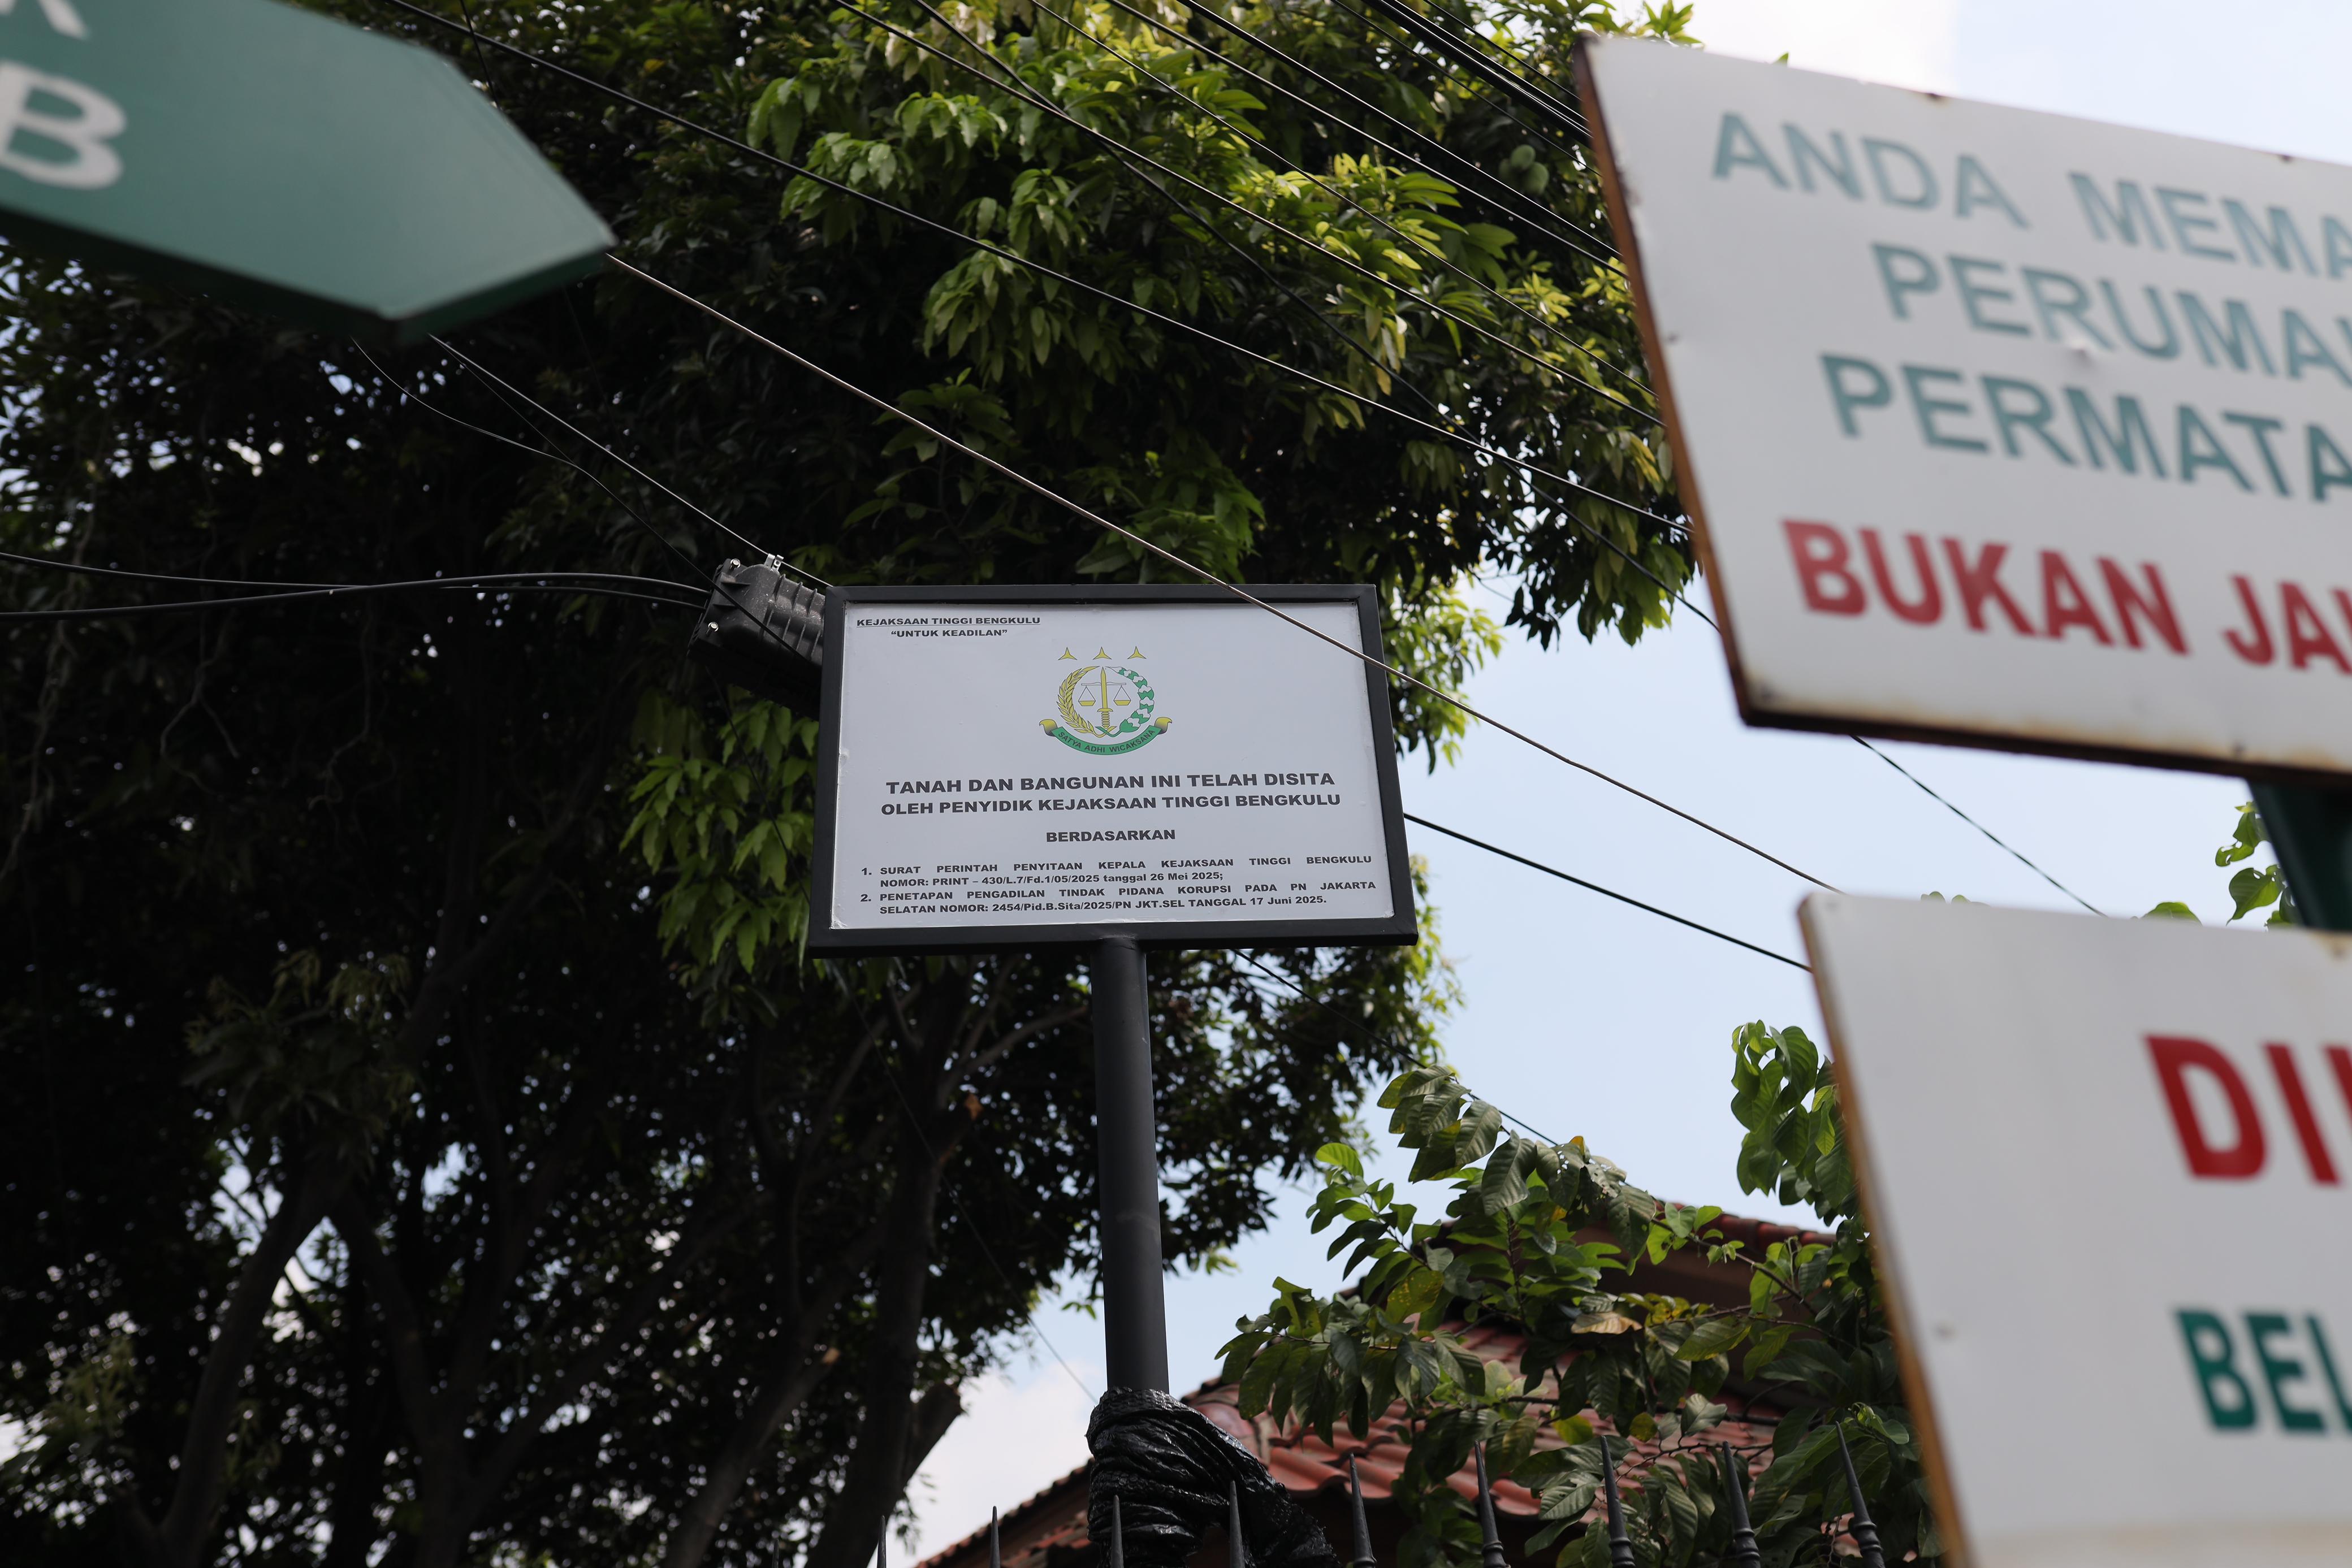 B
KEJAKSAAN TINGGI BENGKULU
“UNTUK KEADILAN”
SATYA ADHI WICAKSANA
TANAH DAN BANGUNAN INI TELAH DISITA
OLEH PENYIDIK KEJAKSAAN TINGGI BENGKULU
BERDASARKAN
1. SURAT PERINTAH PENYITAAN KEPALA KEJAKSAAN TINGGI BENGKULU
NOMOR: PRINT – 430/L.7/Fd.1/05/2025 tanggal 26 Mei 2025;
2. PENETAPAN PENGADILAN TINDAK PIDANA KORUPSI PADA PN JAKARTA
SELATAN NOMOR: 2454/Pid.B.Sita/2025/PN JKT.SEL TANGGAL 17 Juni 2025.
ANDA MEMA
PERUMA
PERMATA
BUKAN JA
DI
BEL